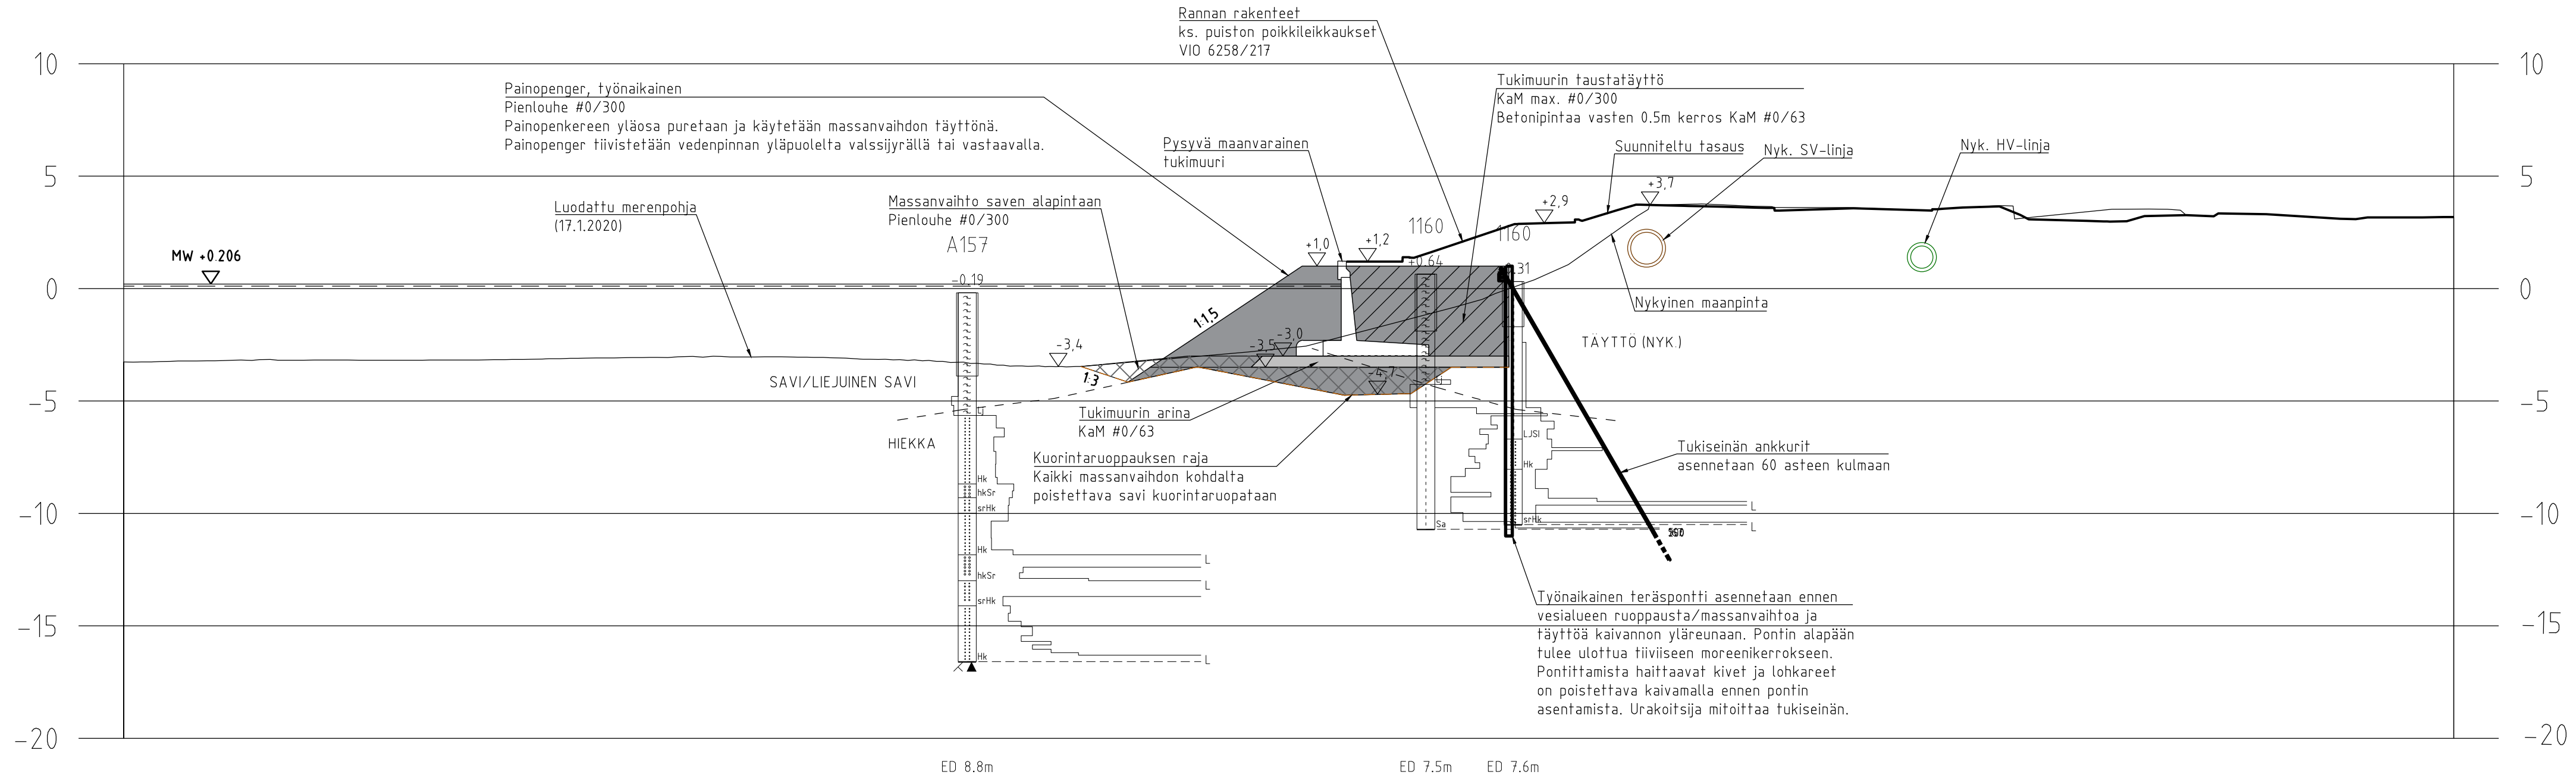 Rannan rakenteet
ks. puiston poikkileikkaukset
VIO 6258/217
10
10
Painopenger, työnaikainen
Pienlouhe #0/300
Painopenkereen yläosa puretaan ja käytetään massanvaihdon täyttönä.
Painopenger tiivistetään vedenpinnan yläpuolelta valssijyrällä tai vastaavalla.
Tukimuurin taustatäyttö
KaM max. #0/300
Betonipintaa vasten 0.5m kerros KaM #0/63
Pysyvä maanvarainen
tukimuuri
Suunniteltu tasaus
Nyk. SV-linja
Nyk. HV-linja
5
5
Massanvaihto saven alapintaan
Pienlouhe #0/300
Luodattu merenpohja
(17.1.2020)
+3,7
+2,9
1160
1160
A157
+1,0
+1,2
MW +0.206
+0.64
-0.19
0
0
Nykyinen maanpinta
1:1,5
TÄYTTÖ (NYK.)
-3,4
-3,5
-3,0
-4,7
1:3
SAVI/LIEJUINEN SAVI
-5
-5
Tukimuurin arina
KaM #0/63
HIEKKA
Lj
LJSI
Kuorintaruoppauksen raja
Kaikki massanvaihdon kohdalta
poistettava savi kuorintaruopataan
Tukiseinän ankkurit
asennetaan 60 asteen kulmaan
Hk
hkSr
srHk
Hk
L
-10
-10
Sa
srHk
L
Hk
L
hkSr
L
srHk
Työnaikainen teräspontti asennetaan ennen
vesialueen ruoppausta/massanvaihtoa ja
täyttöä kaivannon yläreunaan. Pontin alapään
tulee ulottua tiiviiseen moreenikerrokseen.
Pontittamista haittaavat kivet ja lohkareet
on poistettava kaivamalla ennen pontin
asentamista. Urakoitsija mitoittaa tukiseinän.
-15
-15
Hk
L
-20
-20
ED 8.8m
ED 7.5m
ED 7.6m